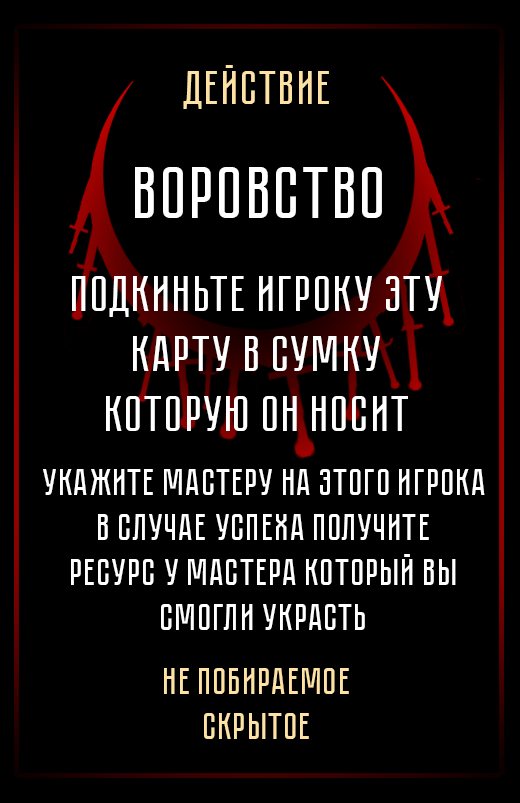 ДЕЙСТВИЕ
ВОРОВСТВО
ПОДКИНЬТЕ ИГРОКУ ЭТУ
КАРТУ В СУМКУ
КОТОРУЮ ОН НОСИТ
УКАЖИТЕ МАСТЕРУ НА ЭТОГО ИГРОКА
В СЛУЧАЕ УСПЕХА ПОЛУЧИТЕ
РЕСУРС У МАСТЕРА КОТОРЫЙ ВЫ
СМОГЛИ УКРАСТЬ
НЕ ПОБИРАЕМОЕ
СКРЫТОЕ